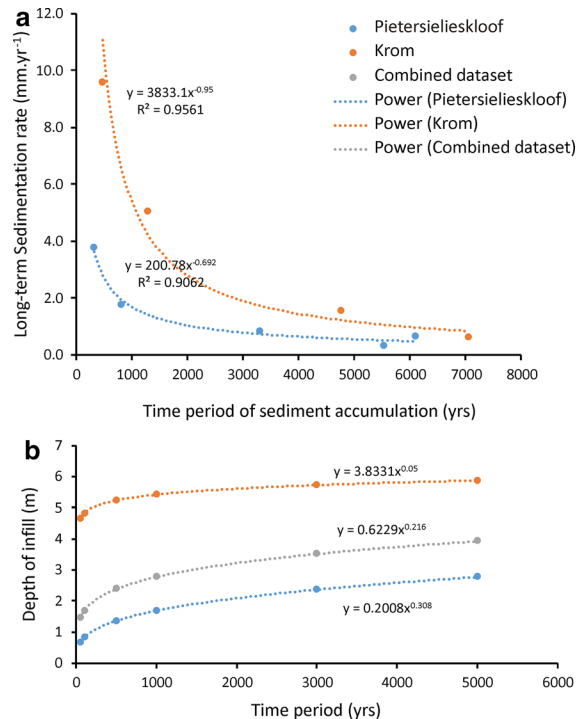 a
Long-term Sedimentation rate (mm.yr⁻¹)
12.0
10.0
8.0
6.0
4.0
2.0
0.0
y = 3833.1x^-0.95
R² = 0.9561
y = 200.78x^-0.692
R² = 0.9062
Pietersielieskloof
Krom
Combined dataset
Power (Pietersielieskloof)
Power (Krom)
Power (Combined dataset)
0 1000 2000 3000 4000 5000 6000 7000 8000
Time period of sediment accumulation (yrs)
b
Depth of infill (m)
7
6
5
4
3
2
1
0
y = 3.8331x^0.05
y = 0.6229x^0.216
y = 0.2008x^0.308
0 1000 2000 3000 4000 5000 6000
Time period (yrs)